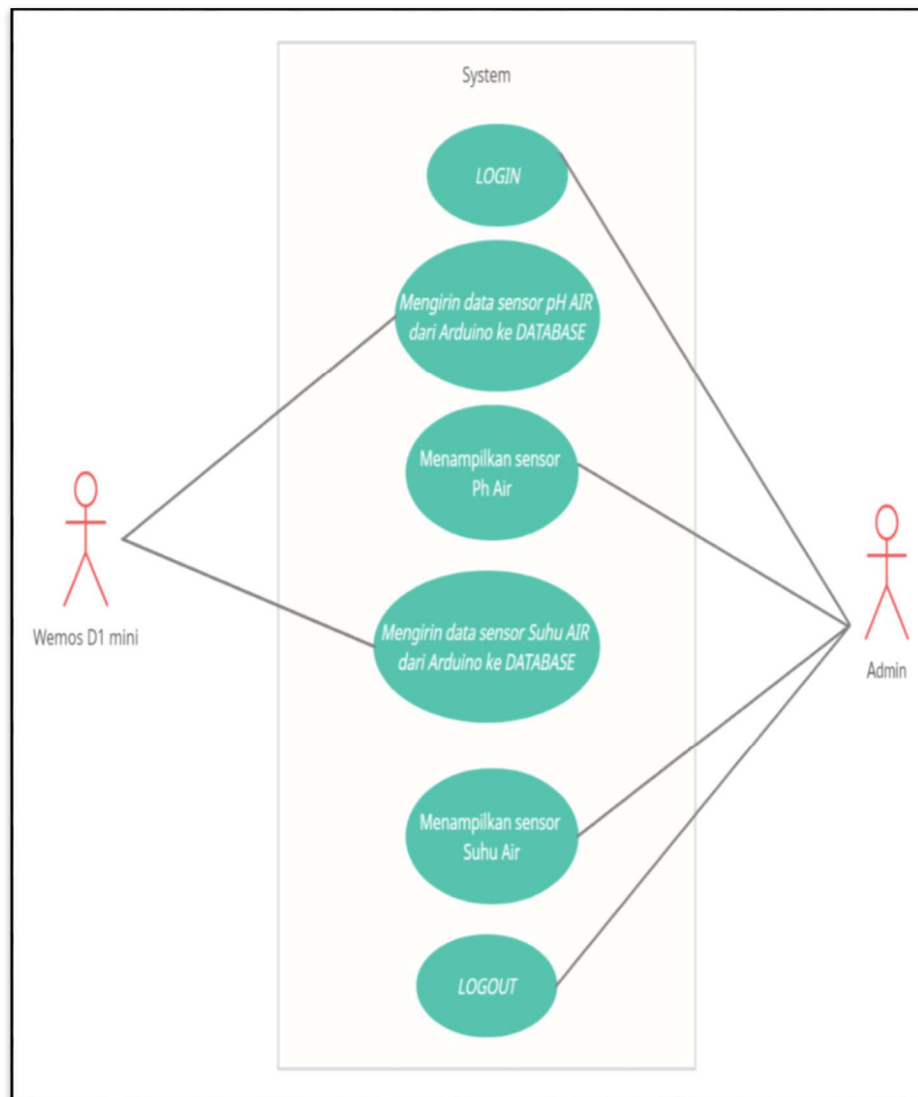 System
LOGIN
Mengirin data sensor pH AIR
dari Arduino ke DATABASE
Menampilkan sensor
Ph Air
Wemos D1 mini
Mengirin data sensor Suhu AIR
dari Arduino ke DATABASE
Admin
Menampilkan sensor
Suhu Air
LOGOUT